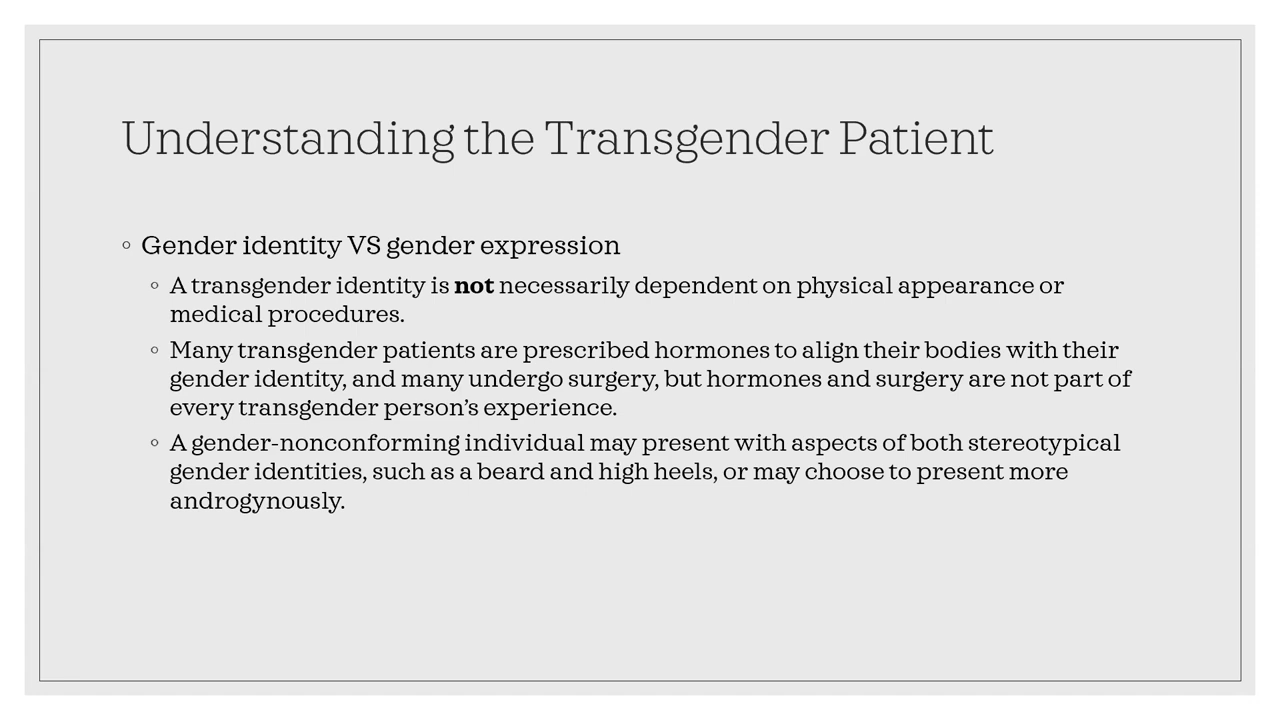 Understanding the Transgender Patient
◦ Gender identity VS gender expression
◦ A transgender identity is not necessarily dependent on physical appearance or
medical procedures.
◦ Many transgender patients are prescribed hormones to align their bodies with their
gender identity, and many undergo surgery, but hormones and surgery are not part of
every transgender person’s experience.
◦ A gender-nonconforming individual may present with aspects of both stereotypical
gender identities, such as a beard and high heels, or may choose to present more
androgynously.